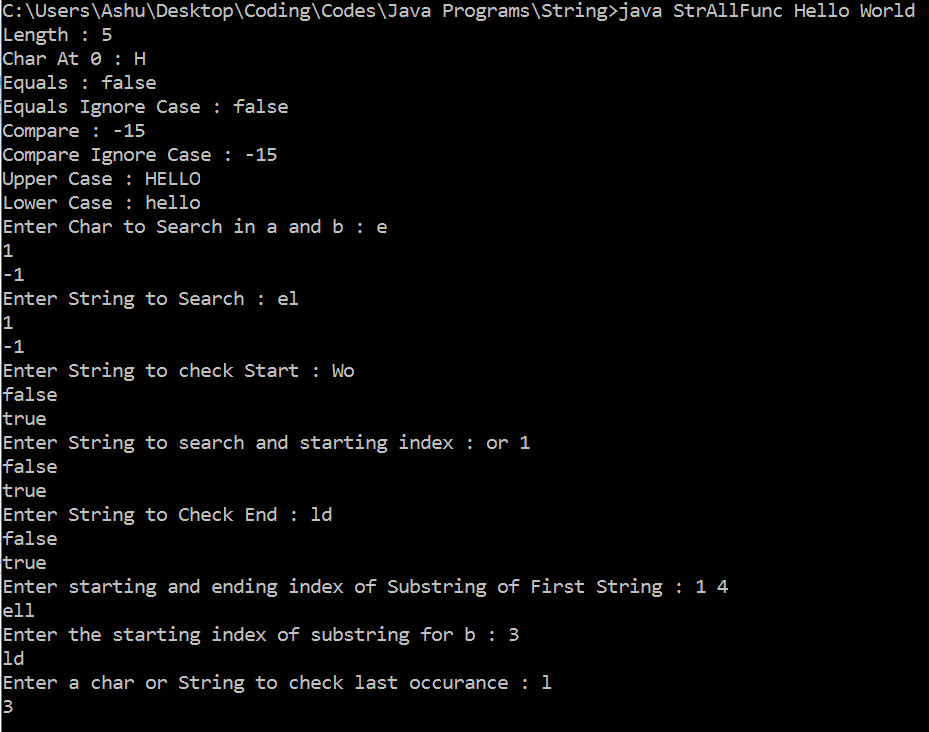 C:\Users\Ashu\Desktop\Coding\Codes\Java Programs\String>java StrAllFunc Hello World
Length : 5
Char At 0 : H
Equals : false
Equals Ignore Case : false
Compare : -15
Compare Ignore Case : -15
Upper Case : HELLO
Lower Case : hello
Enter Char to Search in a and b : e
1
-1
Enter String to Search : el
1
-1
Enter String to check Start : Wo
false
true
Enter String to search and starting index : or 1
false
true
Enter String to Check End : ld
false
true
Enter starting and ending index of Substring of First String : 1 4
ell
Enter the starting index of substring for b : 3
ld
Enter a char or String to check last occurance : l
3